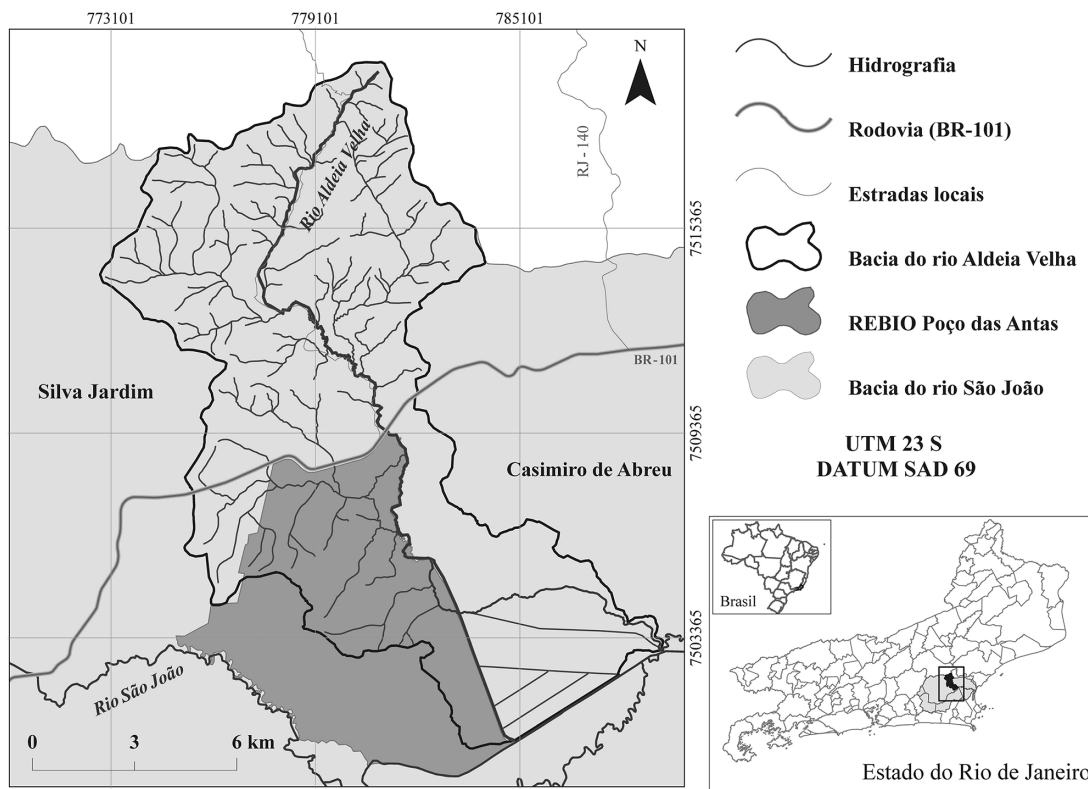 773101
779101
785101
N
RJ - 140
Rio Aldeia Velha
7515365
BR-101
Silva Jardim
7509365
Casimiro de Abreu
7503365
Rio São João
0 3 6 km
Hidrografia
Rodovia (BR-101)
Estradas locais
Bacia do rio Aldeia Velha
REBIO Poço das Antas
Bacia do rio São João
UTM 23 S
DATUM SAD 69
Brasil
Estado do Rio de Janeiro